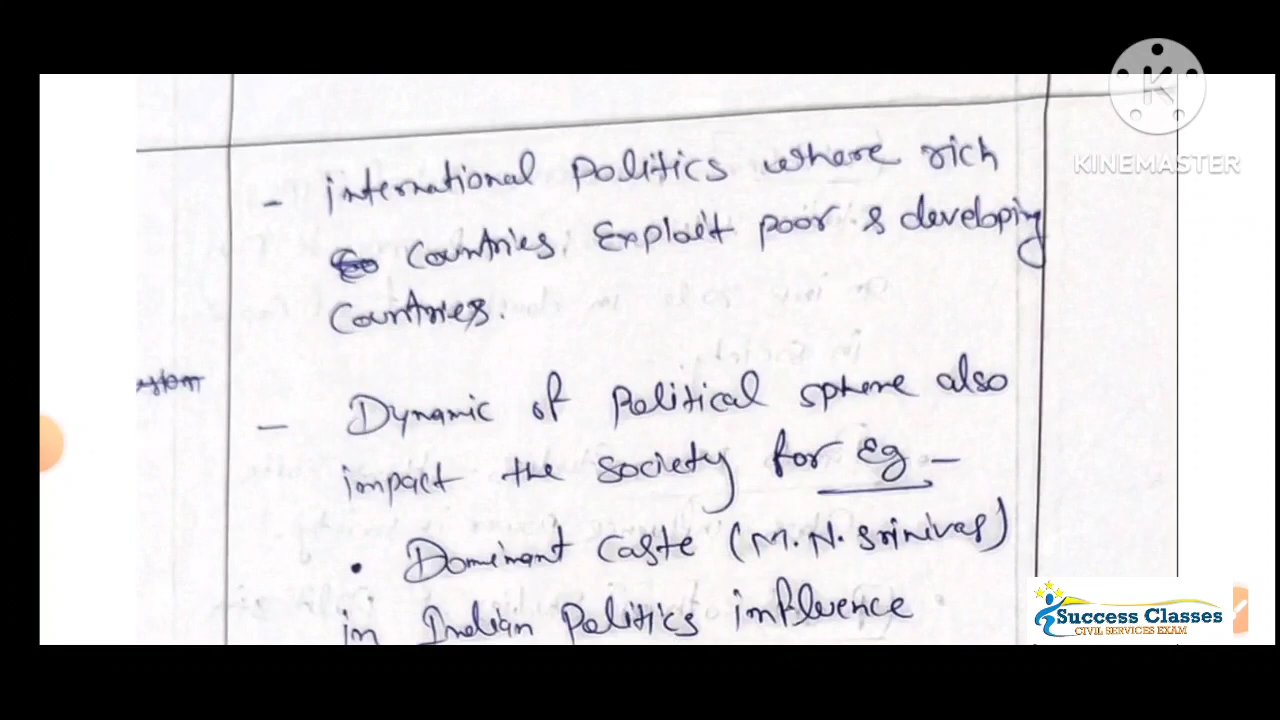 KINEMASTER
- international Politics where rich
Countries. Exploit poor & developing
Countries.
- Dynamic of Political sphere also
impact the society for Eg -
• Dominant Caste (M.N. Srinivas)
in Indian Politics influence
Success Classes
CIVIL SERVICES EXAM